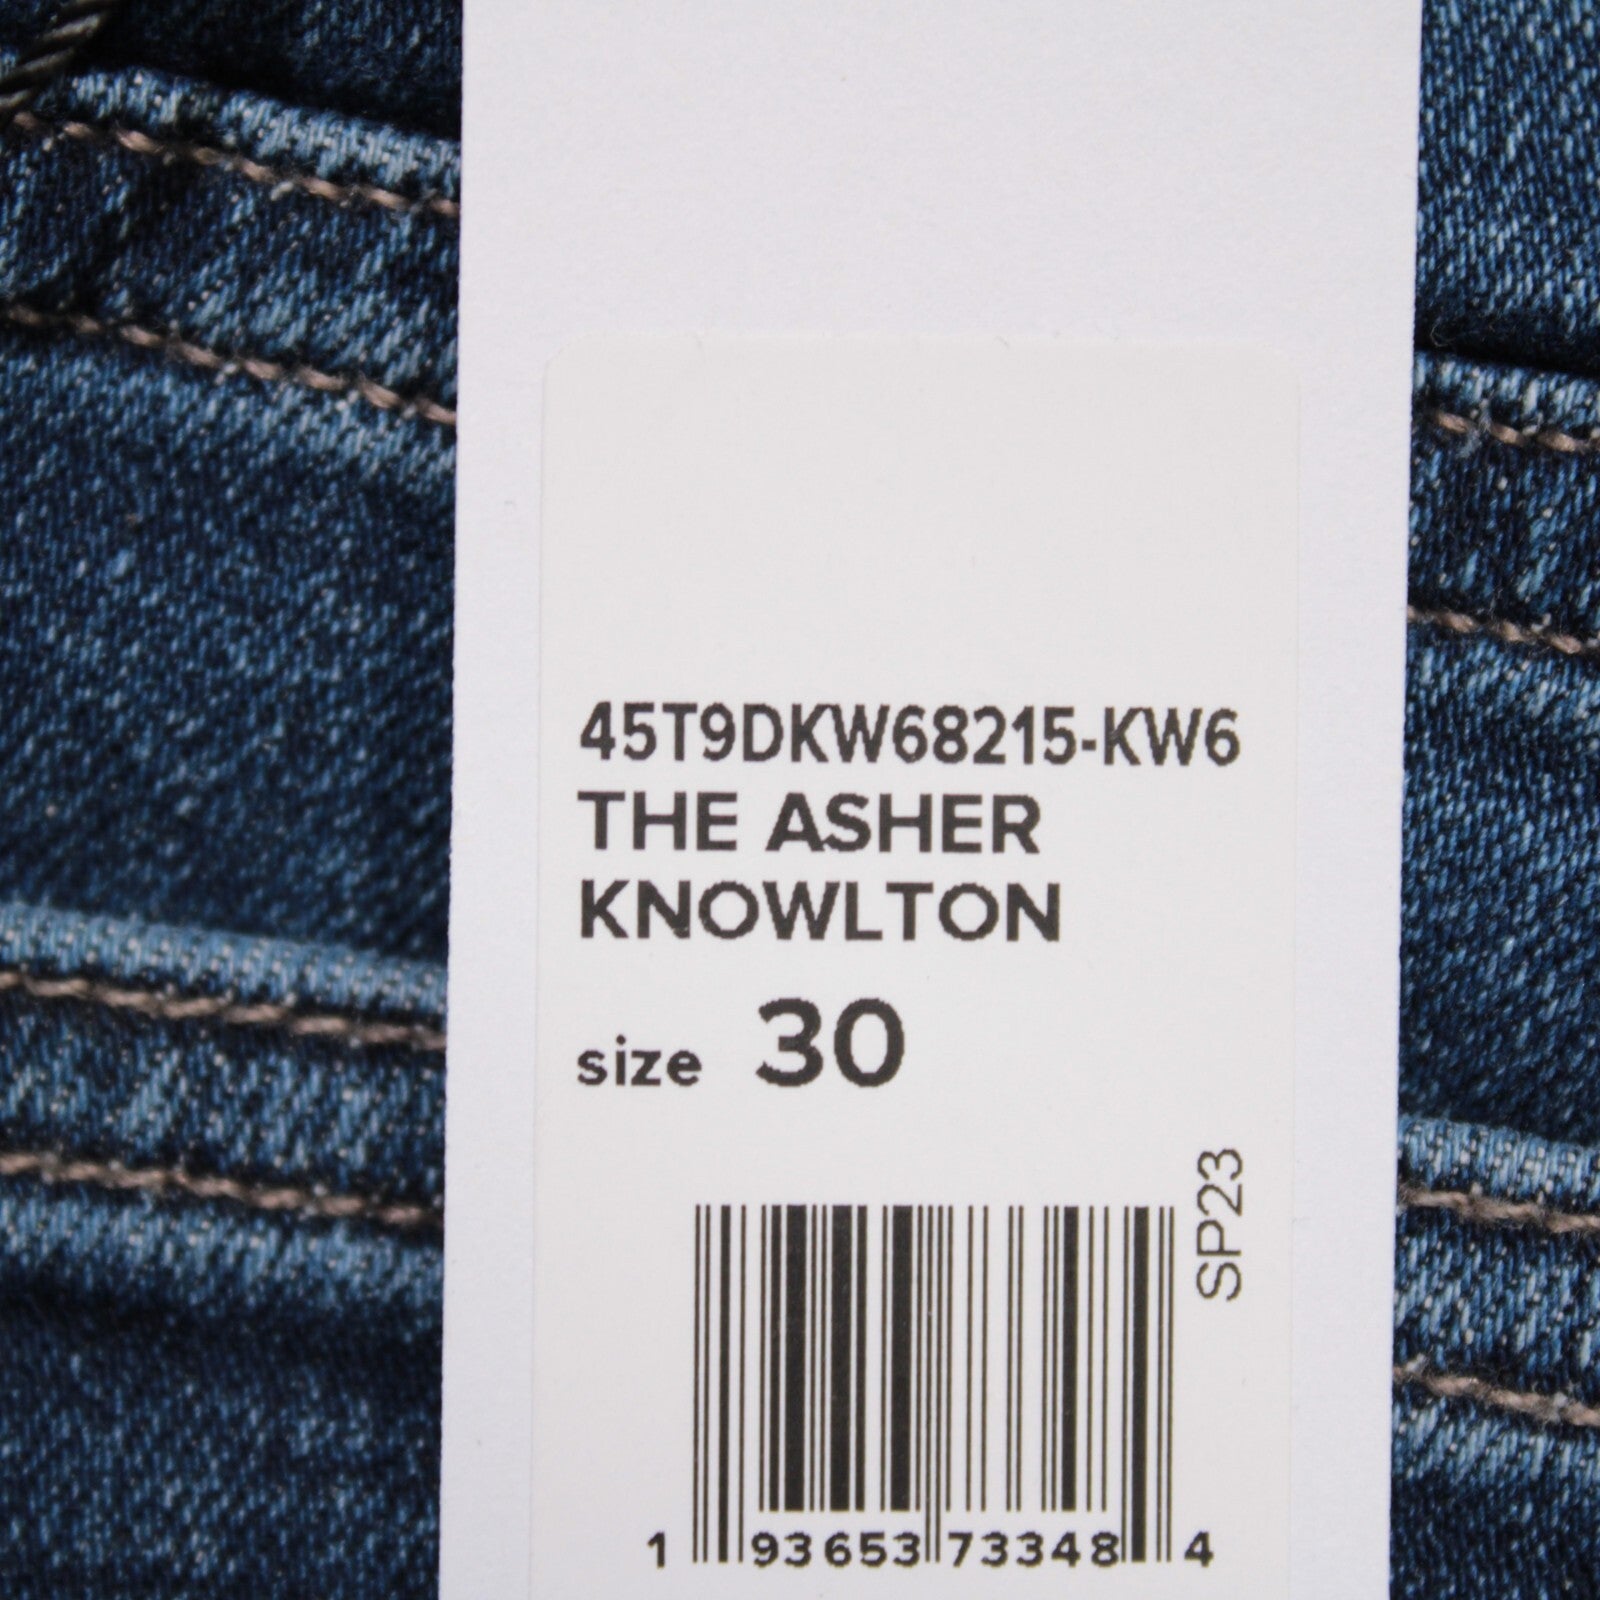 45T9DKW68215-KW6
THE ASHER
KNOWLTON
size 30
SP23
1 93653 73348 4